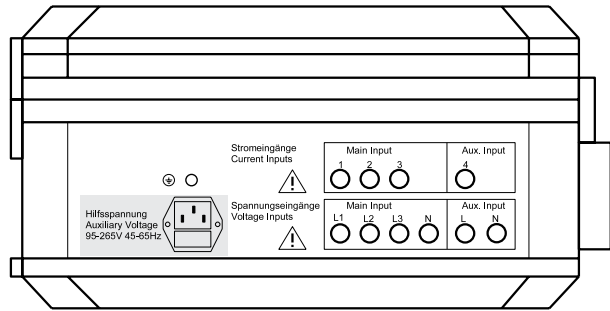 Stromeingänge
Current Inputs
Main Input
Aux. Input
1 2 3
4
Spannungseingänge
Voltage Inputs
Main Input
Aux. Input
L1 L2 L3 N
L N
Hilfsspannung
Auxiliary Voltage
95-265V 45-65Hz